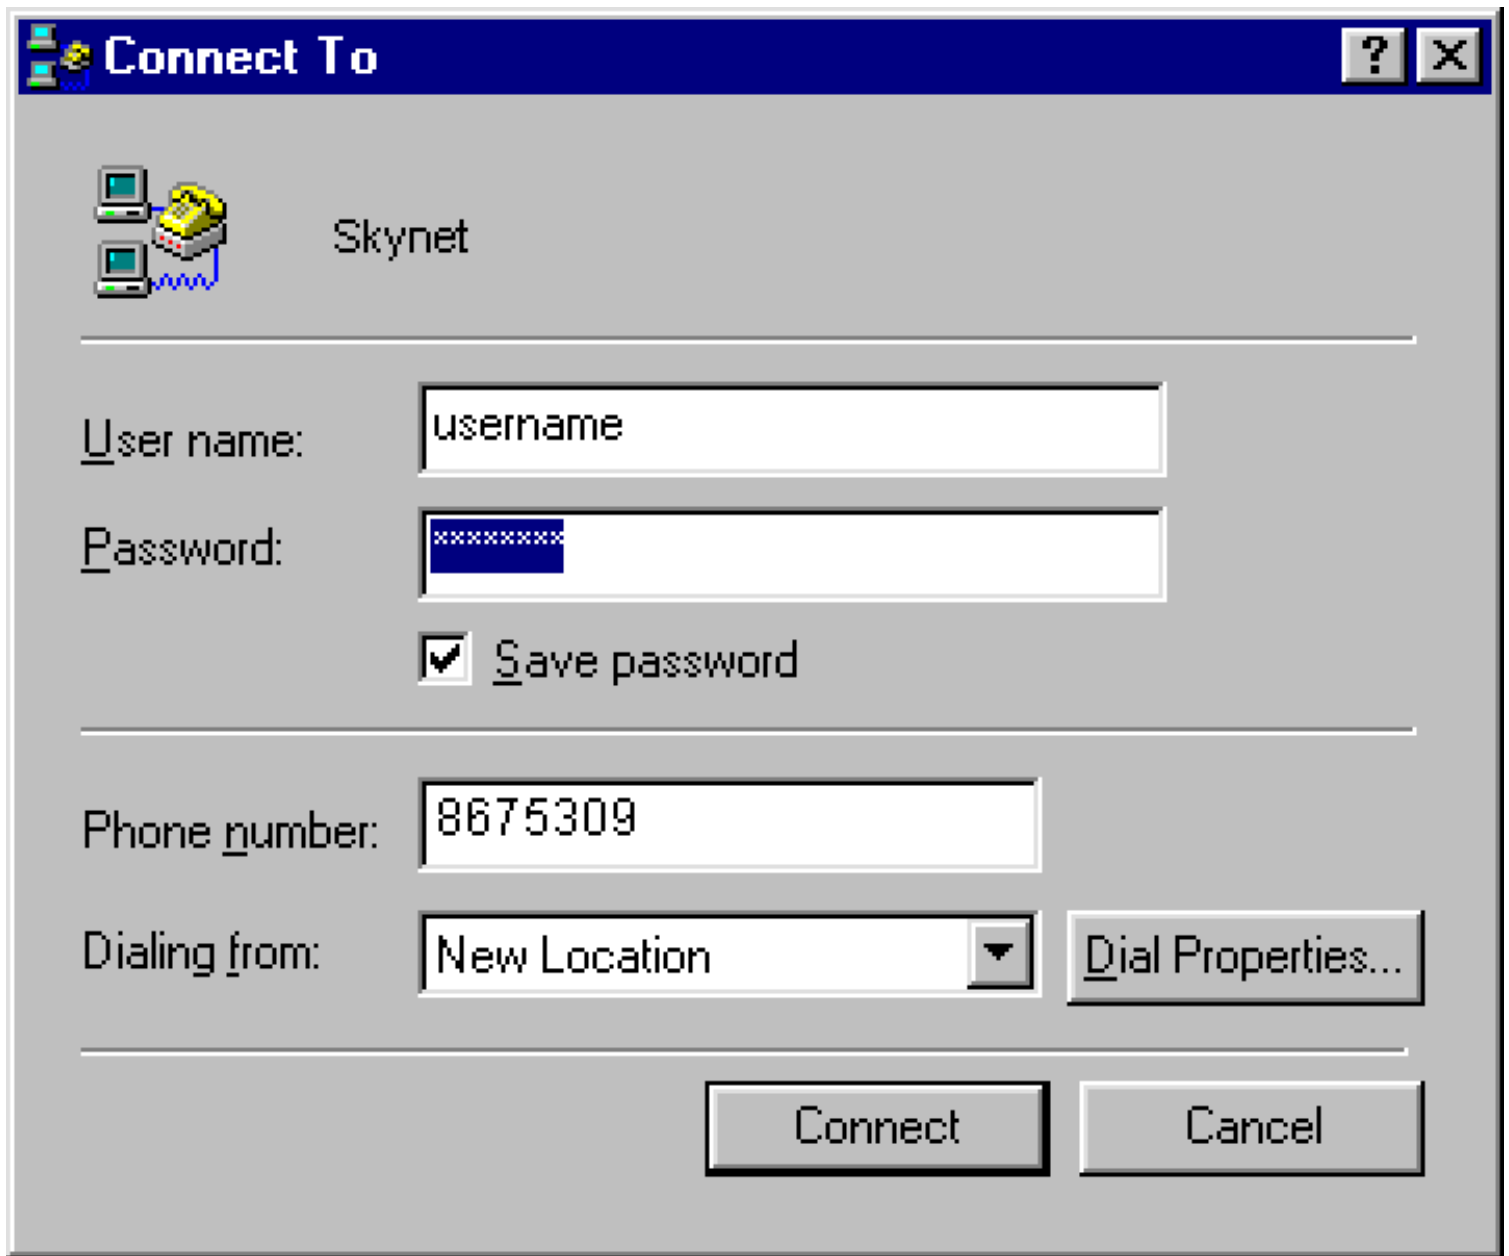 Connect To
Skynet
User name: username
Password: ××××××××
Save password
Phone number: 8675309
Dialing from: New Location Dial Properties...
Connect Cancel